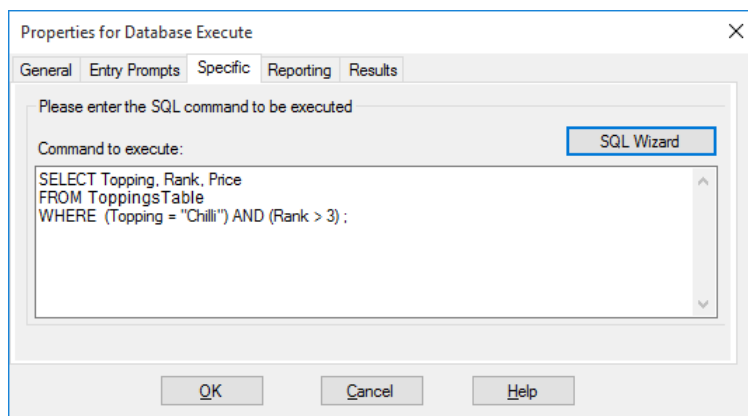 Properties for Database Execute
General Entry Prompts Specific Reporting Results
Please enter the SQL command to be executed
SQL Wizard
Command to execute:
SELECT Topping, Rank, Price
FROM ToppingsTable
WHERE (Topping = "Chilli") AND (Rank > 3) ;
OK Cancel Help